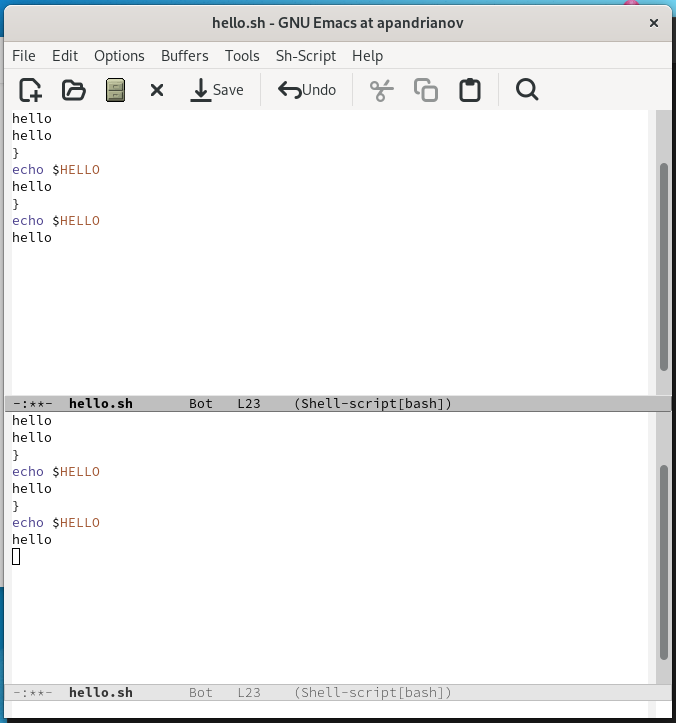 hello.sh - GNU Emacs at apandrianov
File Edit Options Buffers Tools Sh-Script Help
Save Undo
hello
hello
}
echo $HELLO
hello
}
echo $HELLO
hello
-:**- hello.sh Bot L23 (Shell-script[bash])
hello
hello
}
echo $HELLO
hello
}
echo $HELLO
hello
-:**- hello.sh Bot L23 (Shell-script[bash])